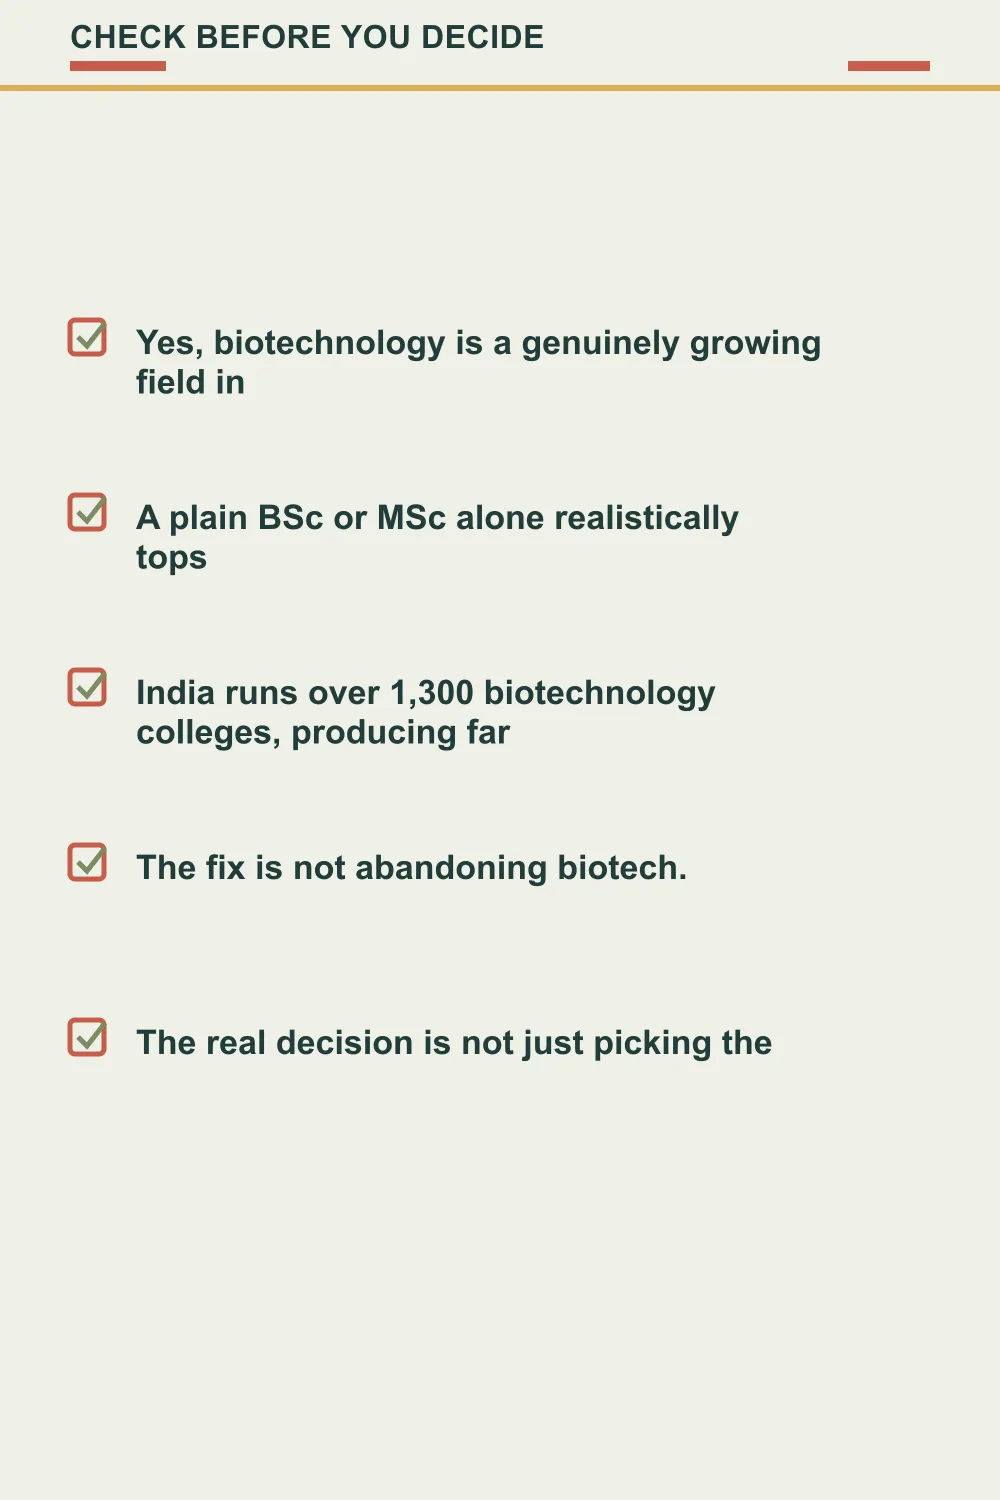 CHECK BEFORE YOU DECIDE
Yes, biotechnology is a genuinely growing
field in
A plain BSc or MSc alone realistically
tops
India runs over 1,300 biotechnology
colleges, producing far
The fix is not abandoning biotech.
The real decision is not just picking the